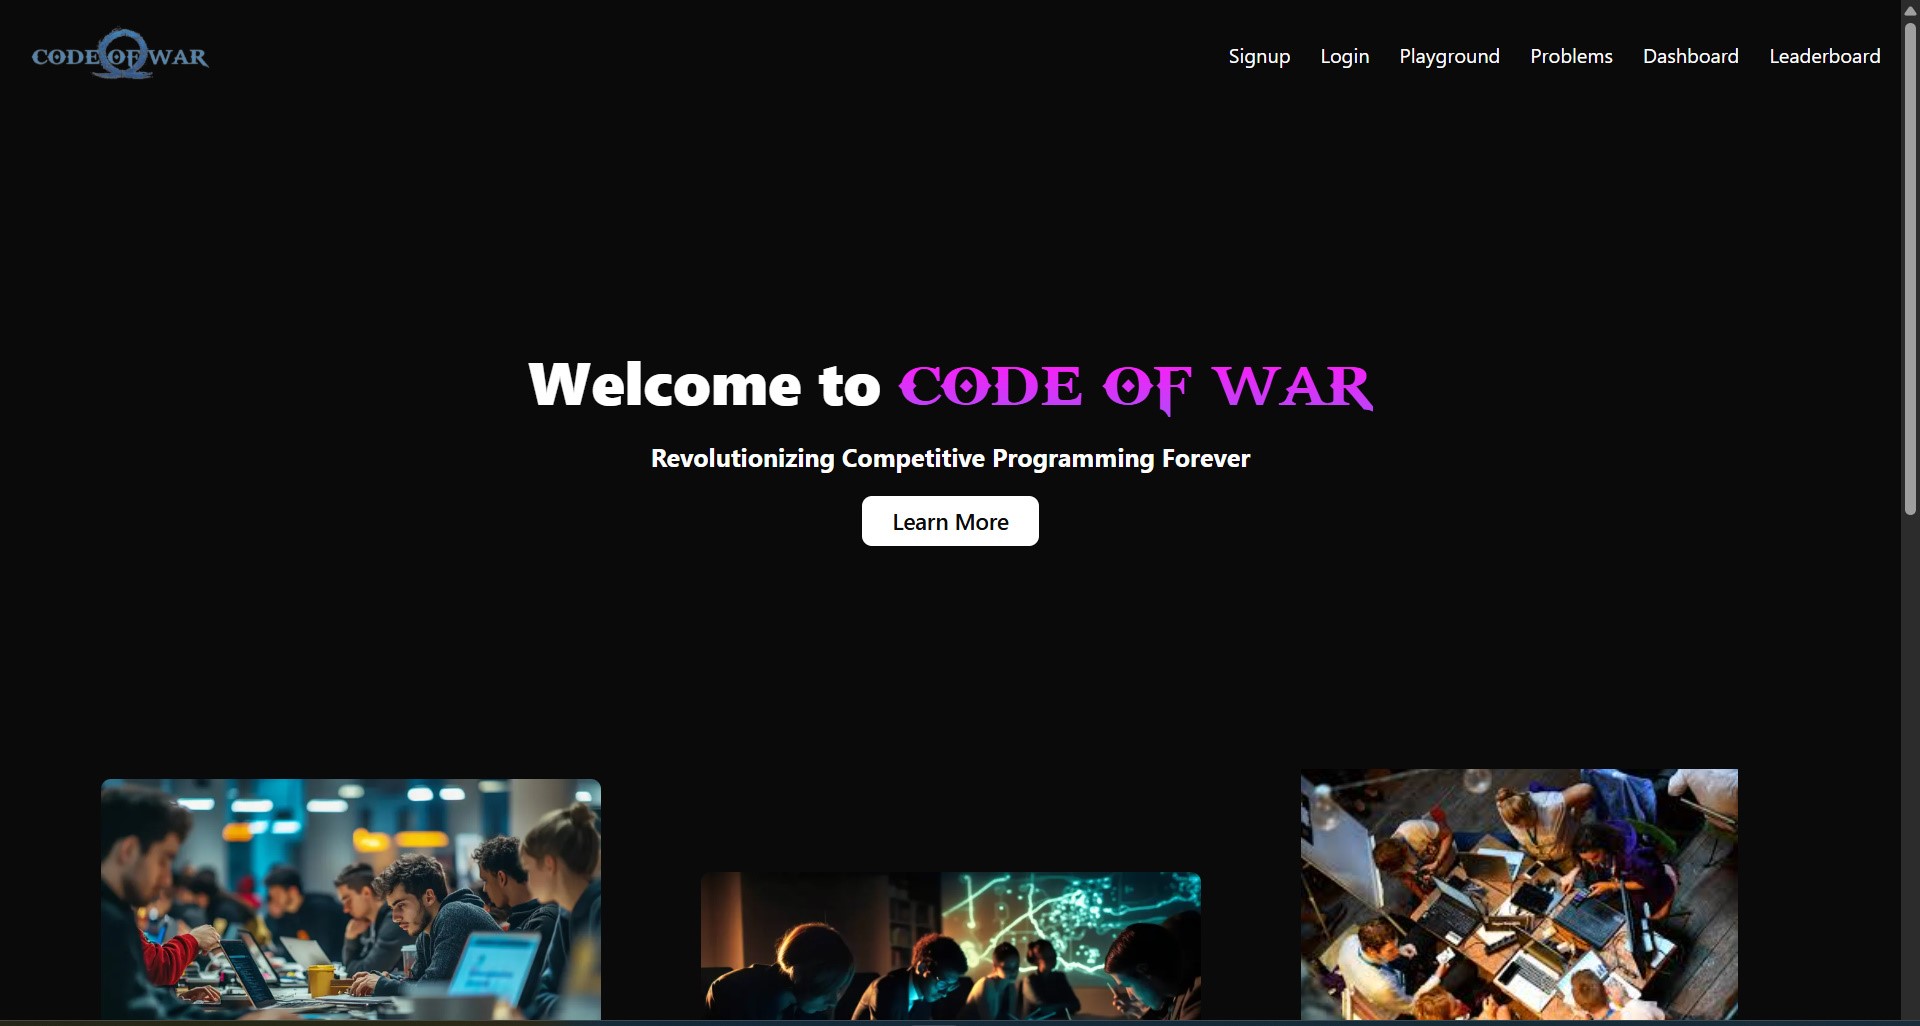 CODE OF WAR
Signup Login Playground Problems Dashboard Leaderboard
Welcome to CODE OF WAR
Revolutionizing Competitive Programming Forever
Learn More